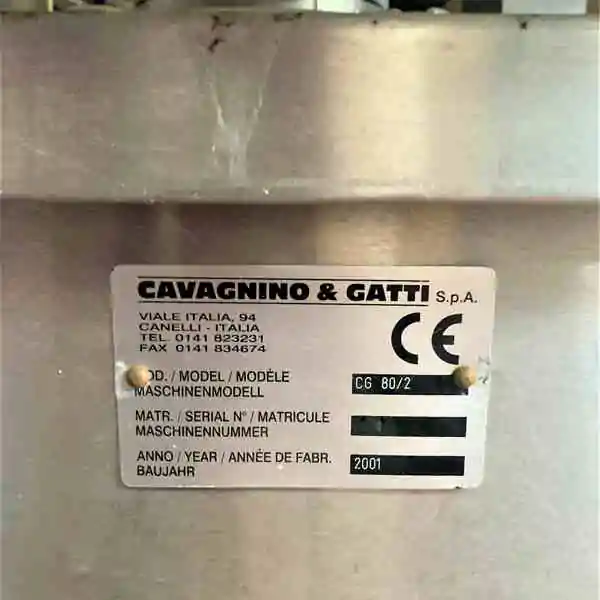 CAVAGNINO & GATTI S.p.A.
VIALE ITALIA, 94
CANELLI - ITALIA
TEL. 0141 823231
FAX 0141 834674
CE
MOD. / MODEL / MODÈLE
MASCHINENMODELL
CG 80/2
MATR. / SERIAL N° / MATRICULE
MASCHINENNUMMER
ANNO / YEAR / ANNÉE DE FABR.
BAUJAHR
2001